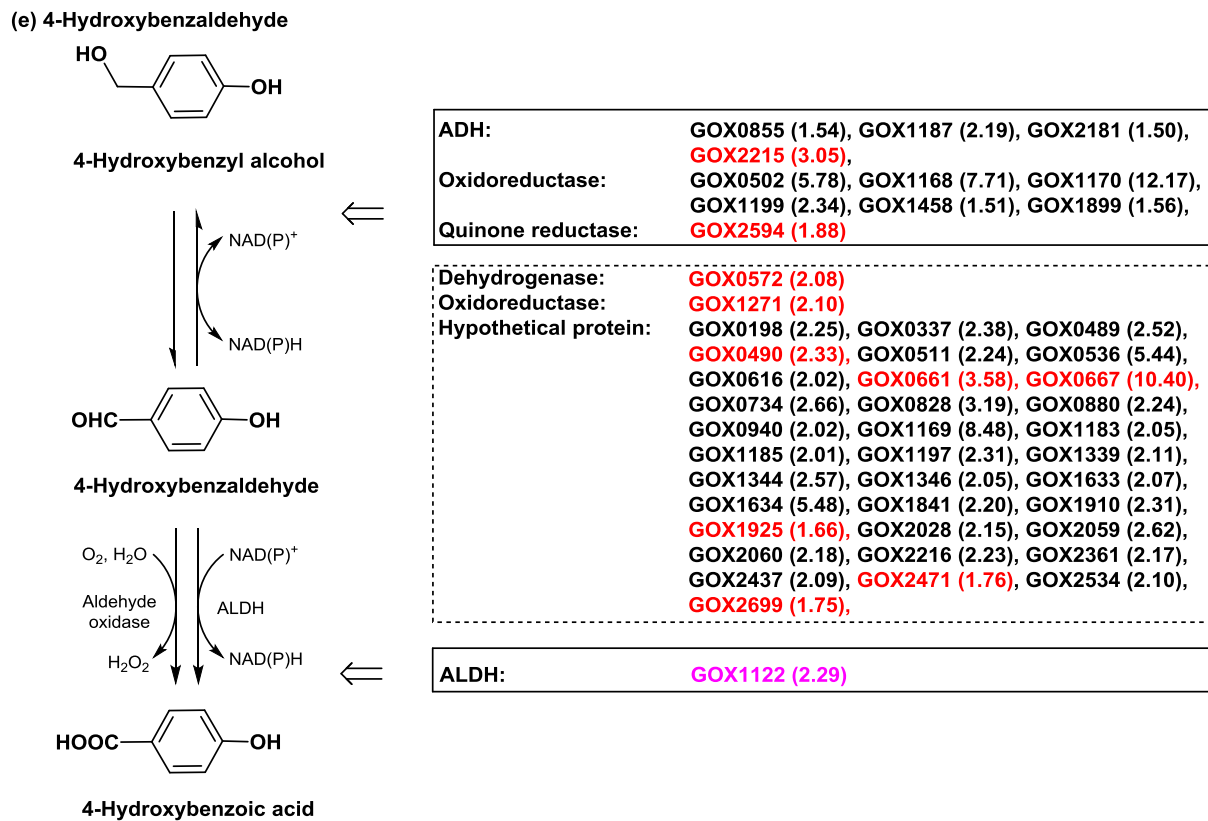 (e) 4-Hydroxybenzaldehyde
HO
OH
4-Hydroxybenzyl alcohol
NAD(P)+
NAD(P)H
OHC
OH
4-Hydroxybenzaldehyde
O2, H2O
NAD(P)+
Aldehyde
oxidase
ALDH
H2O2
NAD(P)H
HOOC
OH
4-Hydroxybenzoic acid
ADH: GOX0855 (1.54), GOX1187 (2.19), GOX2181 (1.50),
GOX2215 (3.05),
Oxidoreductase: GOX0502 (5.78), GOX1168 (7.71), GOX1170 (12.17),
GOX1199 (2.34), GOX1458 (1.51), GOX1899 (1.56),
Quinone reductase: GOX2594 (1.88)
Dehydrogenase: GOX0572 (2.08)
Oxidoreductase: GOX1271 (2.10)
Hypothetical protein: GOX0198 (2.25), GOX0337 (2.38), GOX0489 (2.52),
GOX0490 (2.33), GOX0511 (2.24), GOX0536 (5.44),
GOX0616 (2.02), GOX0661 (3.58), GOX0667 (10.40),
GOX0734 (2.66), GOX0828 (3.19), GOX0880 (2.24),
GOX0940 (2.02), GOX1169 (8.48), GOX1183 (2.05),
GOX1185 (2.01), GOX1197 (2.31), GOX1339 (2.11),
GOX1344 (2.57), GOX1346 (2.05), GOX1633 (2.07),
GOX1634 (5.48), GOX1841 (2.20), GOX1910 (2.31),
GOX1925 (1.66), GOX2028 (2.15), GOX2059 (2.62),
GOX2060 (2.18), GOX2216 (2.23), GOX2361 (2.17),
GOX2437 (2.09), GOX2471 (1.76), GOX2534 (2.10),
GOX2699 (1.75),
ALDH: GOX1122 (2.29)